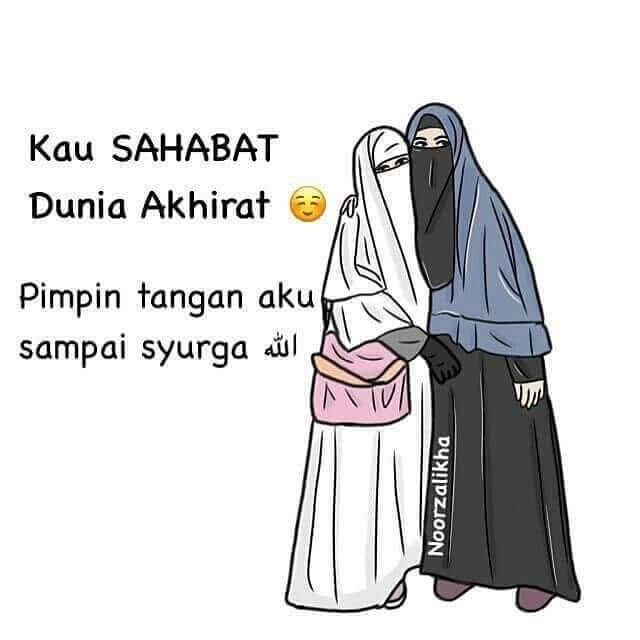 Kau SAHABAT
Dunia Akhirat ☺️
Pimpin tangan aku
sampai syurga الله
Noorzalikha